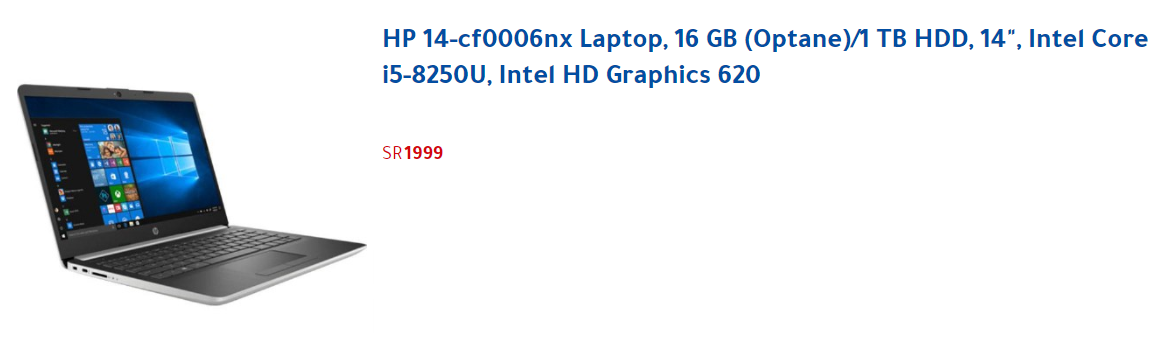 HP 14-cf0006nx Laptop, 16 GB (Optane)/1 TB HDD, 14", Intel Core
i5-8250U, Intel HD Graphics 620
SR1999